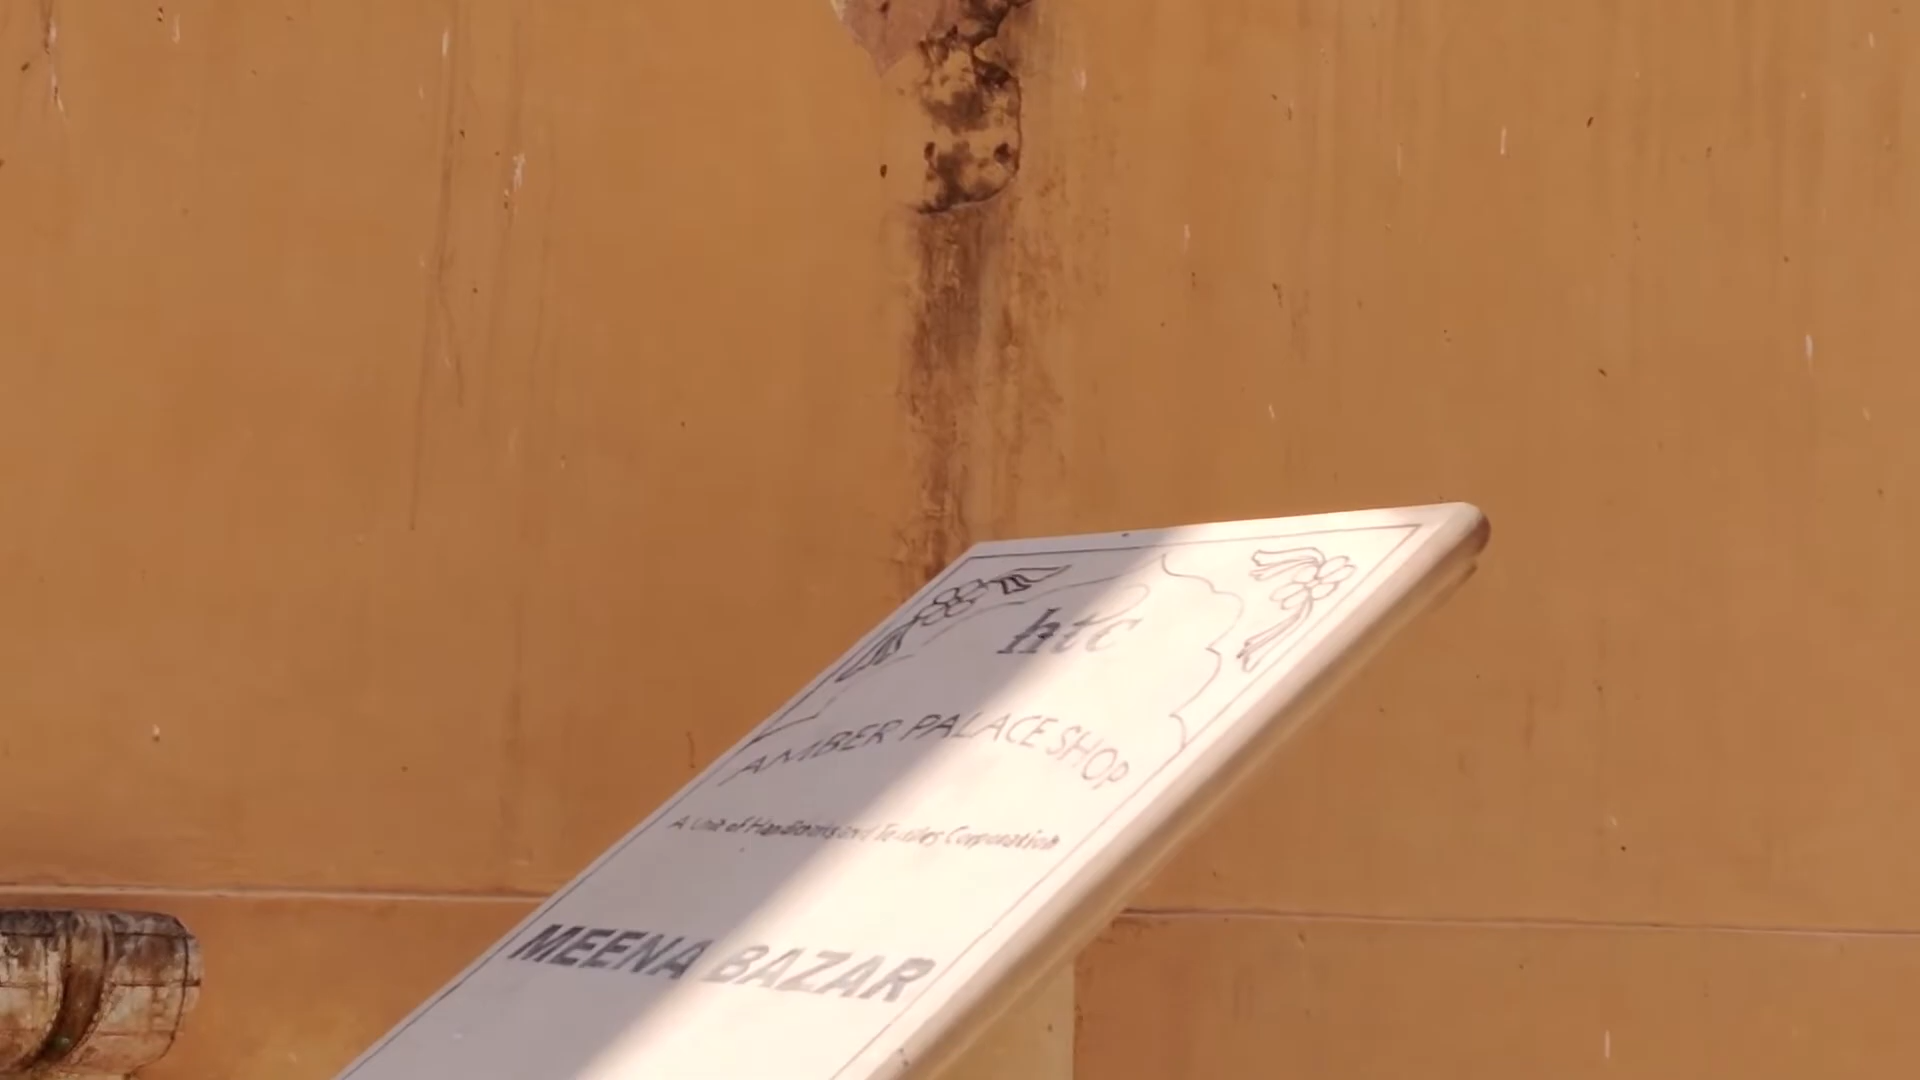 htc
AMBER PALACE SHOP
A Unit of Handlooms and Textiles Corporation
MEENA BAZAR